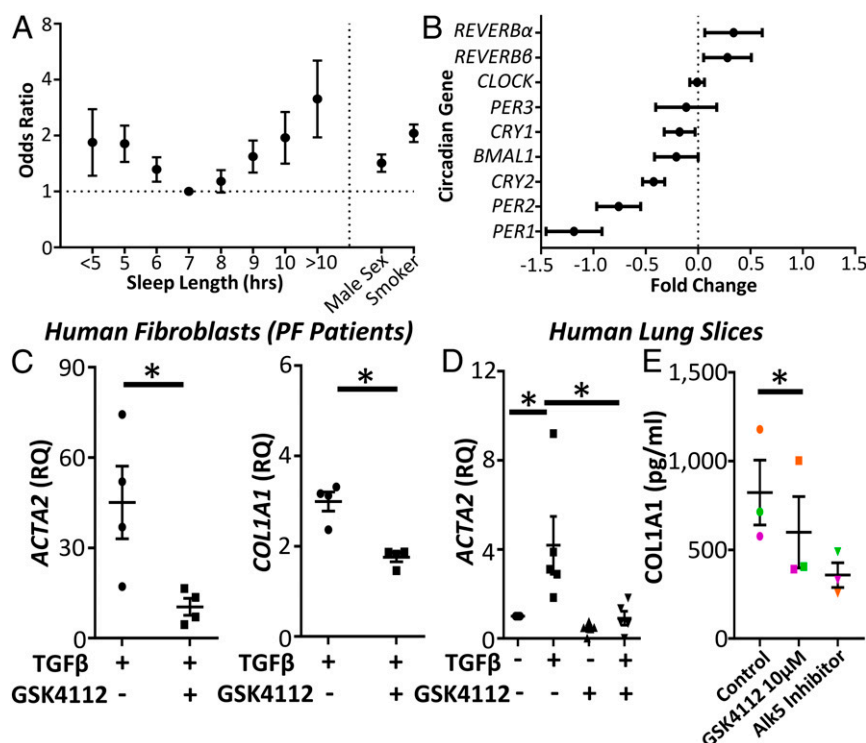 A
Odds Ratio
8
4
2
1
0
<5 5 6 7 8 9 10 >10 Male Sex Smoker
Sleep Length (hrs)
B
Circadian Gene
REVERBα
REVERBβ
CLOCK
PER3
CRY1
BMAL1
CRY2
PER2
PER1
-1.5 -1.0 -0.5 0.0 0.5 1.0 1.5
Fold Change
Human Fibroblasts (PF Patients)
Human Lung Slices
C
ACTA2 (RQ)
90
60
30
0
*
TGFβ + +
GSK4112 - +
COL1A1 (RQ)
6
4
2
0
*
TGFβ + +
GSK4112 - +
D
ACTA2 (RQ)
12
8
4
0
* *
TGFβ - + - +
GSK4112 - - + +
E
COL1A1 (pg/ml)
1,500
1,000
500
0
*
Control
GSK4112 10μM
Alk5 Inhibitor